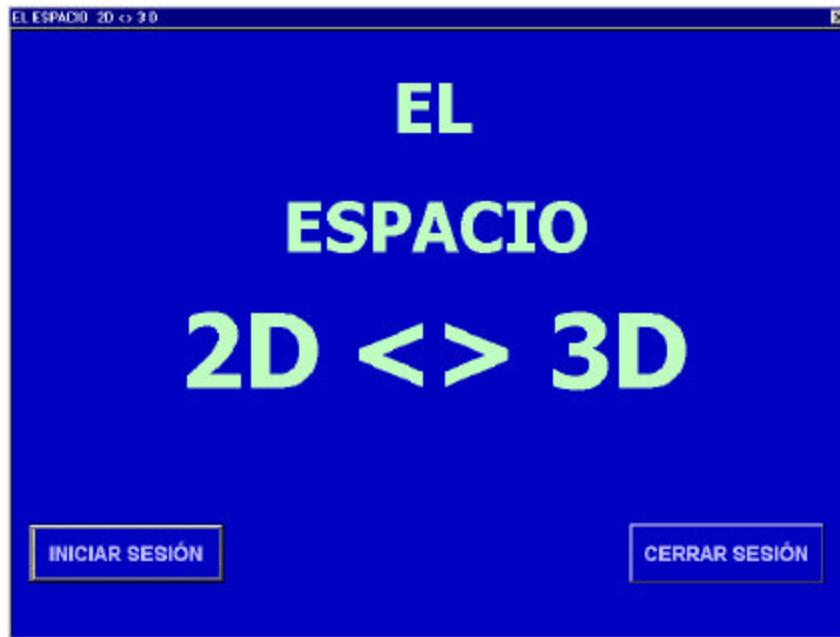 EL ESPACIO 2D <> 3D
EL
ESPACIO
2D <> 3D
INICIAR SESIÓN
CERRAR SESIÓN